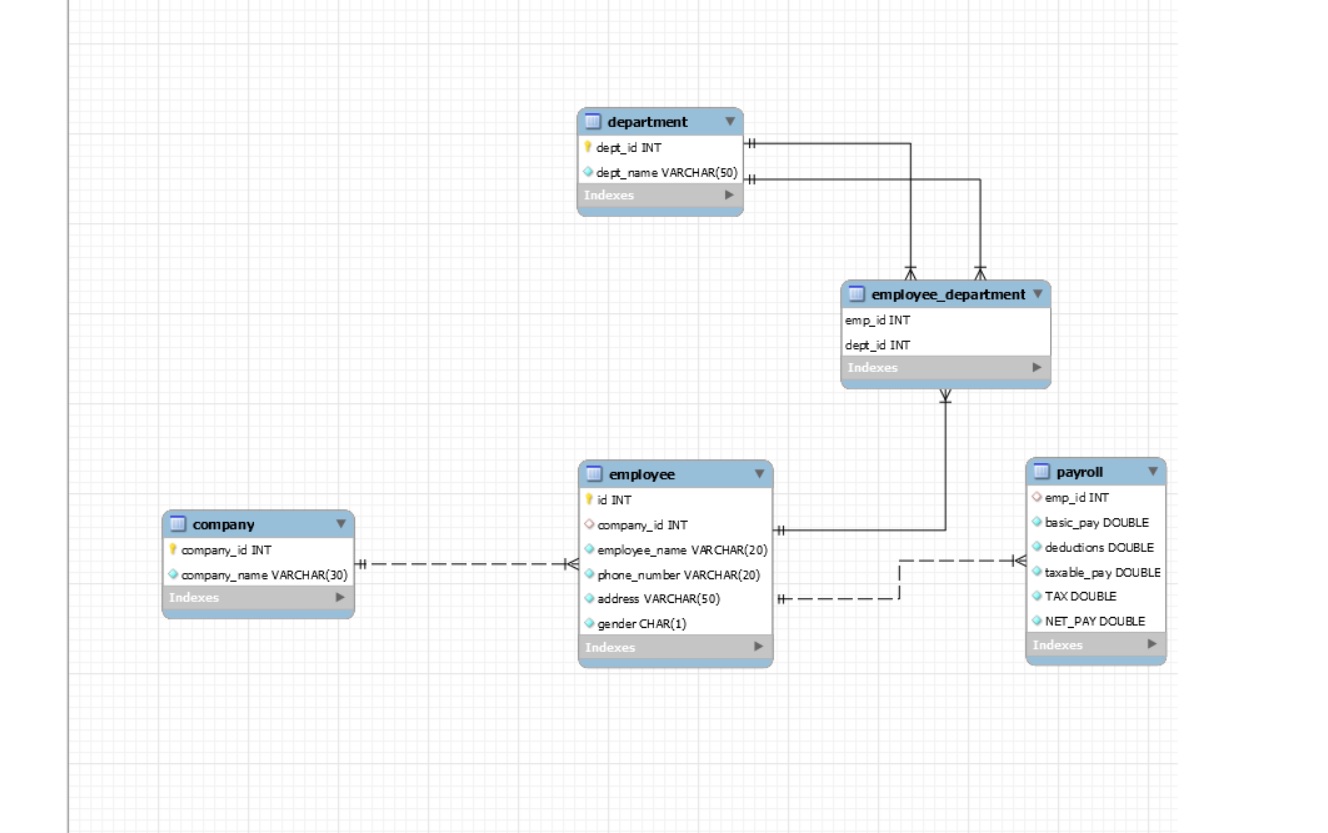 department
dept_id INT
dept_name VARCHAR(50)
Indexes
employee_department
emp_id INT
dept_id INT
Indexes
employee
id INT
company_id INT
employee_name VARCHAR(20)
phone_number VARCHAR(20)
address VARCHAR(50)
gender CHAR(1)
Indexes
payroll
emp_id INT
basic_pay DOUBLE
deductions DOUBLE
taxable_pay DOUBLE
TAX DOUBLE
NET_PAY DOUBLE
Indexes
company
company_id INT
company_name VARCHAR(30)
Indexes